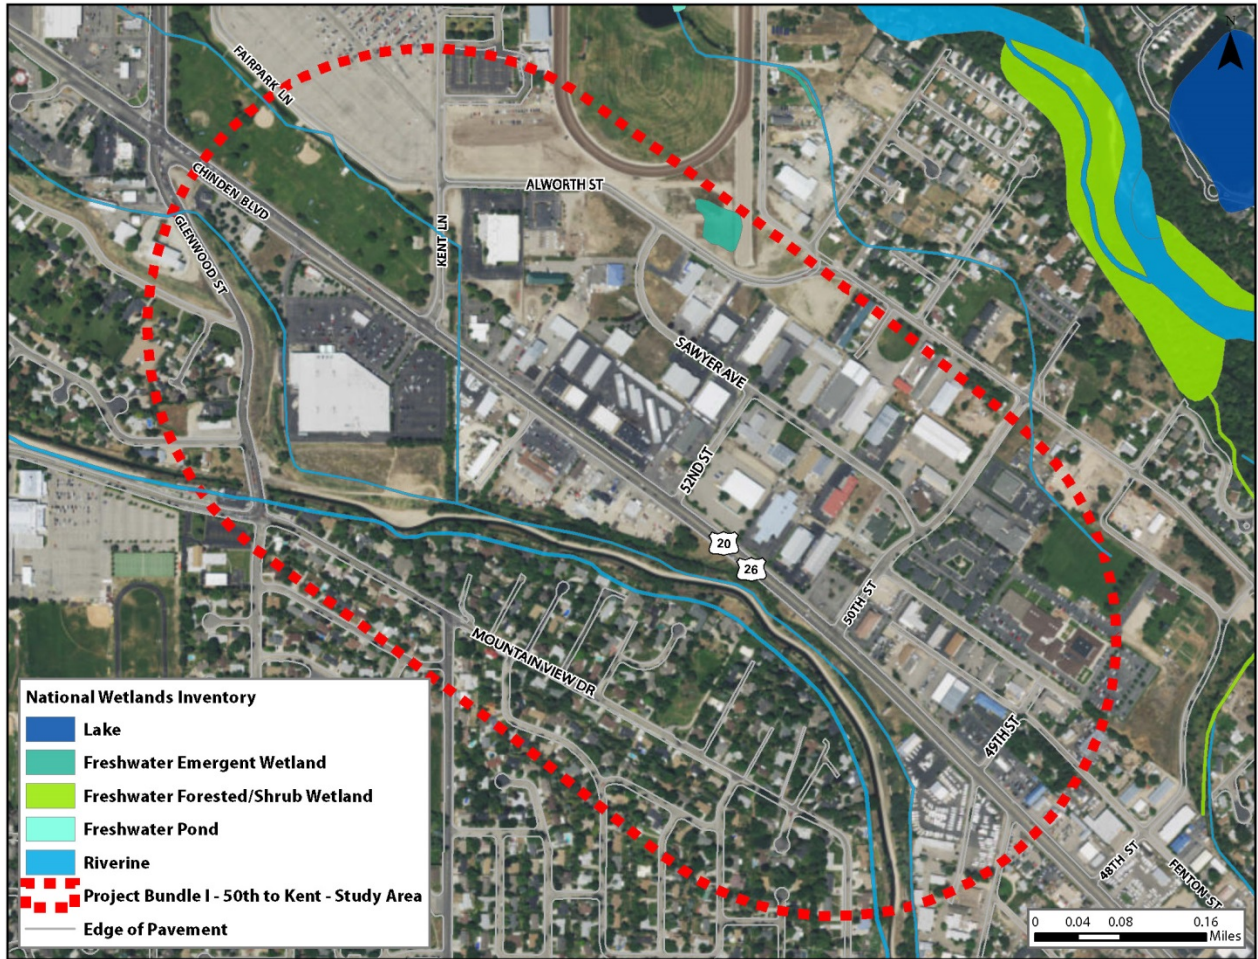 N
FAIRPARK LN
CHINDEN BLVD
GLENWOOD ST
KENT LN
ALWORTH ST
SAWYER AVE
52ND ST
20
26
50TH ST
MOUNTAINVIEW DR
49TH ST
48TH ST
FENTON ST
National Wetlands Inventory
Lake
Freshwater Emergent Wetland
Freshwater Forested/Shrub Wetland
Freshwater Pond
Riverine
Project Bundle I - 50th to Kent - Study Area
Edge of Pavement
0 0.04 0.08 0.16
Miles